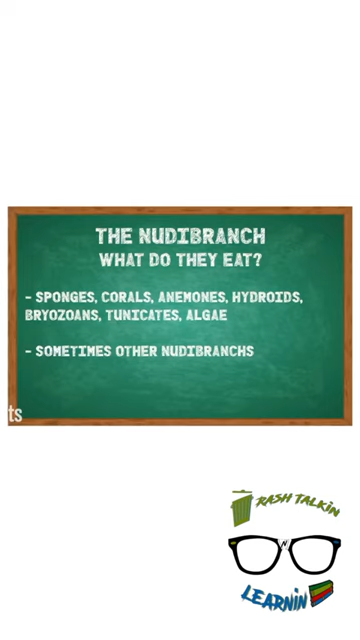 THE NUDIBRANCH
WHAT DO THEY EAT?
- SPONGES, CORALS, ANEMONES, HYDROIDS,
BRYOZOANS, TUNICATES, ALGAE
- SOMETIMES OTHER NUDIBRANCHS
ts
RASH TALKIN
LEARNIN